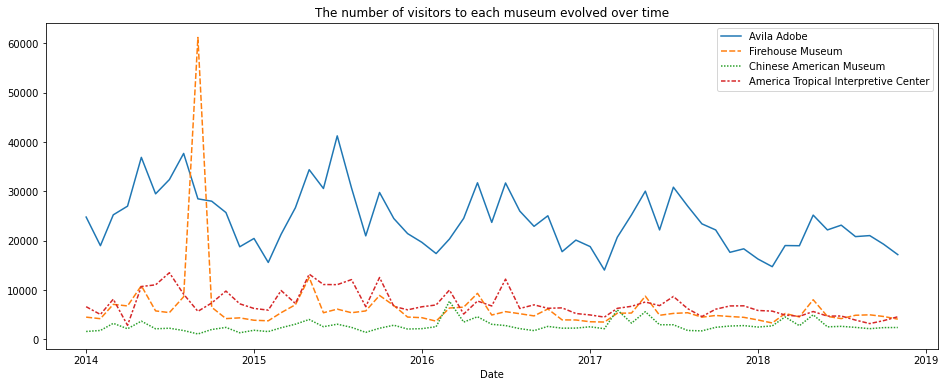 The number of visitors to each museum evolved over time
Avila Adobe
Firehouse Museum
Chinese American Museum
America Tropical Interpretive Center
60000
50000
40000
30000
20000
10000
0
2014 2015 2016 2017 2018 2019
Date